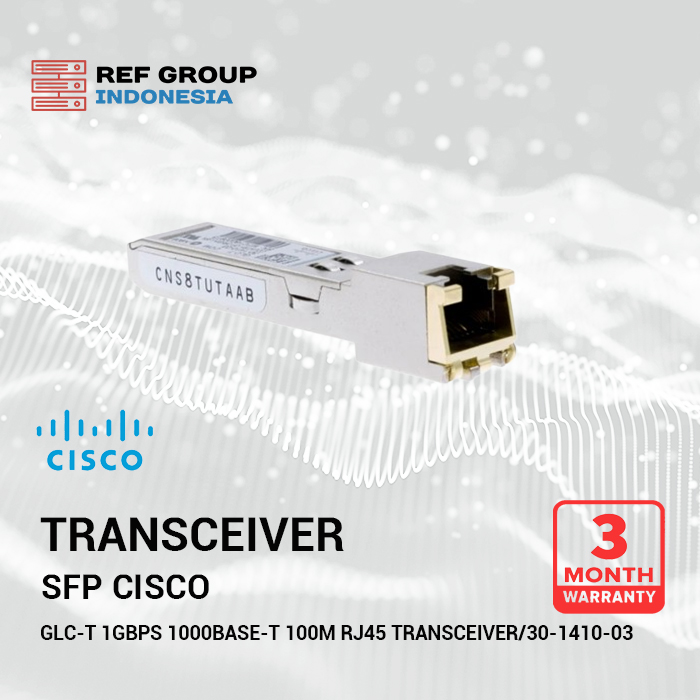 REF GROUP
INDONESIA
CNS8TUTAAB
CISCO
TRANSCEIVER
SFP CISCO
3
MONTH
WARRANTY
GLC-T 1GBPS 1000BASE-T 100M RJ45 TRANSCEIVER/30-1410-03